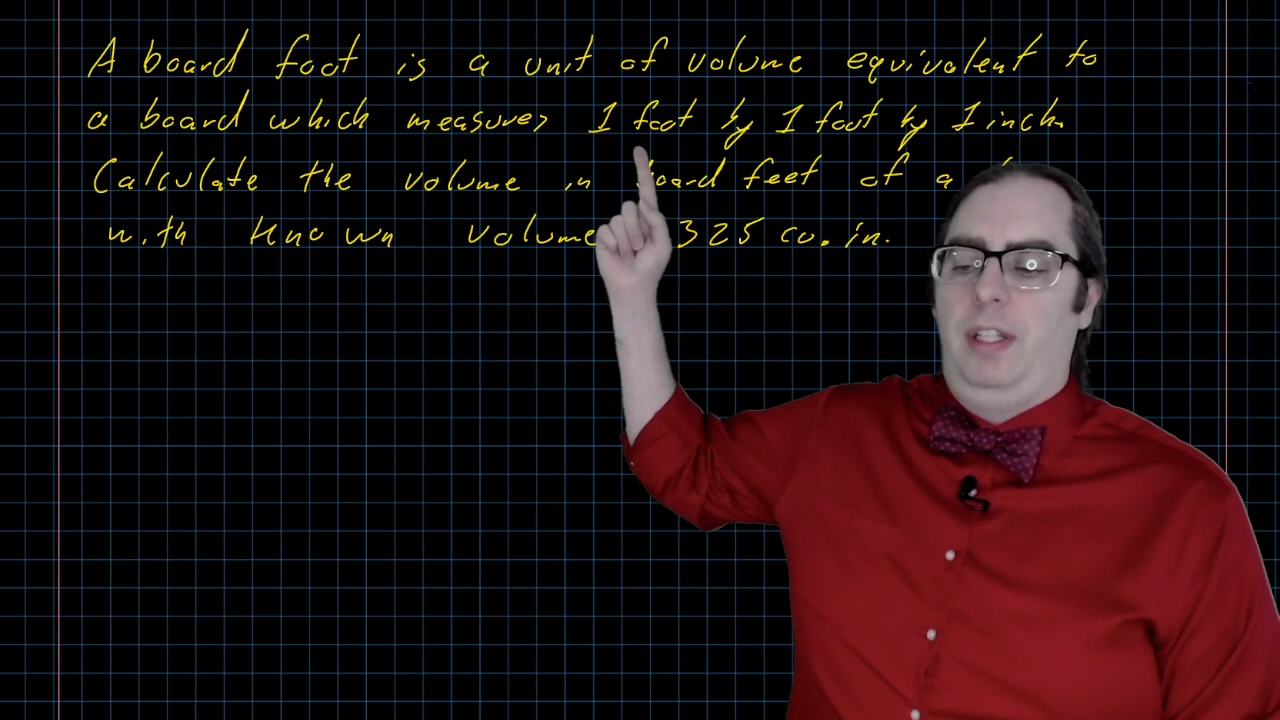 A board foot is a unit of volume equivalent to
a board which measures 1 foot by 1 foot by 1 inch.
Calculate the volume in board feet of a
with known volume 325 cu. in.